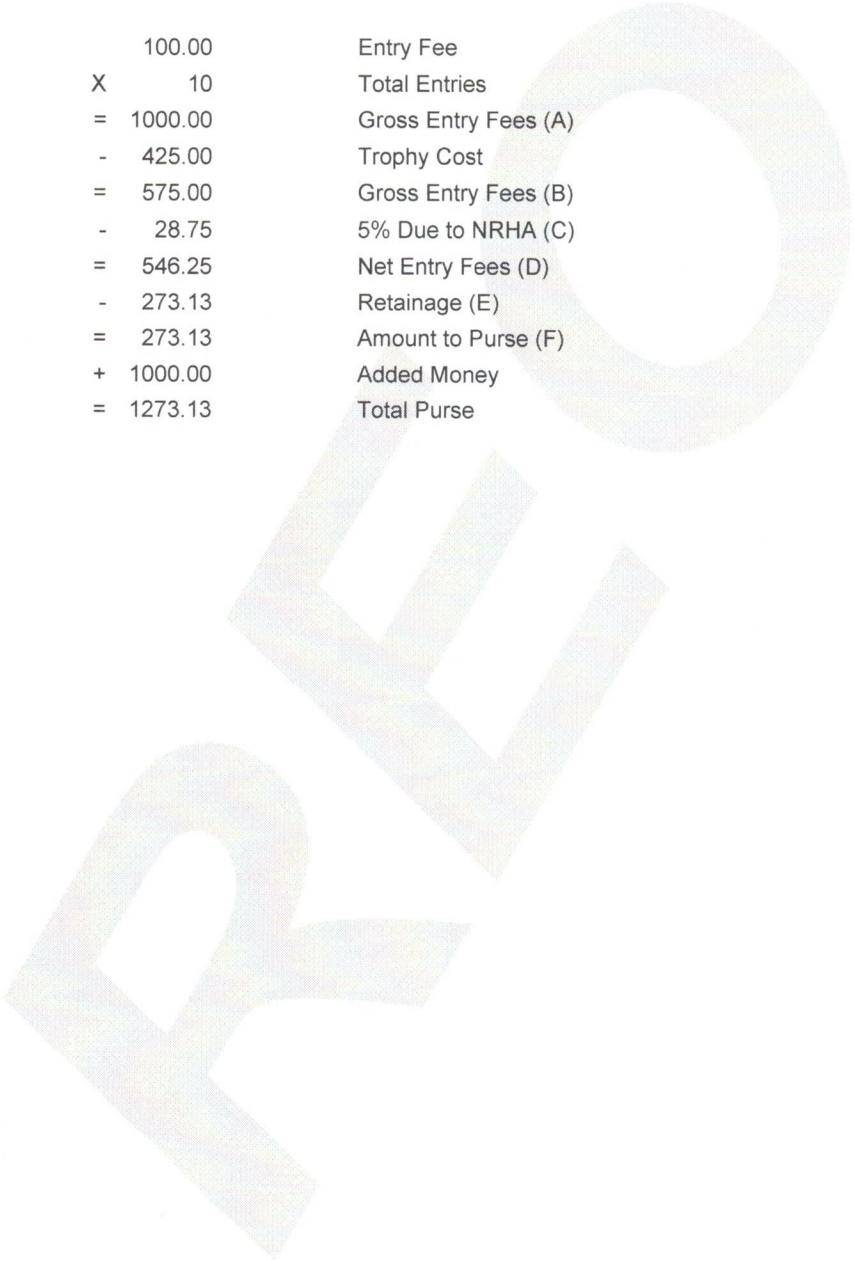 100.00 Entry Fee
X 10 Total Entries
= 1000.00 Gross Entry Fees (A)
- 425.00 Trophy Cost
= 575.00 Gross Entry Fees (B)
- 28.75 5% Due to NRHA (C)
= 546.25 Net Entry Fees (D)
- 273.13 Retainage (E)
= 273.13 Amount to Purse (F)
+ 1000.00 Added Money
= 1273.13 Total Purse
REO